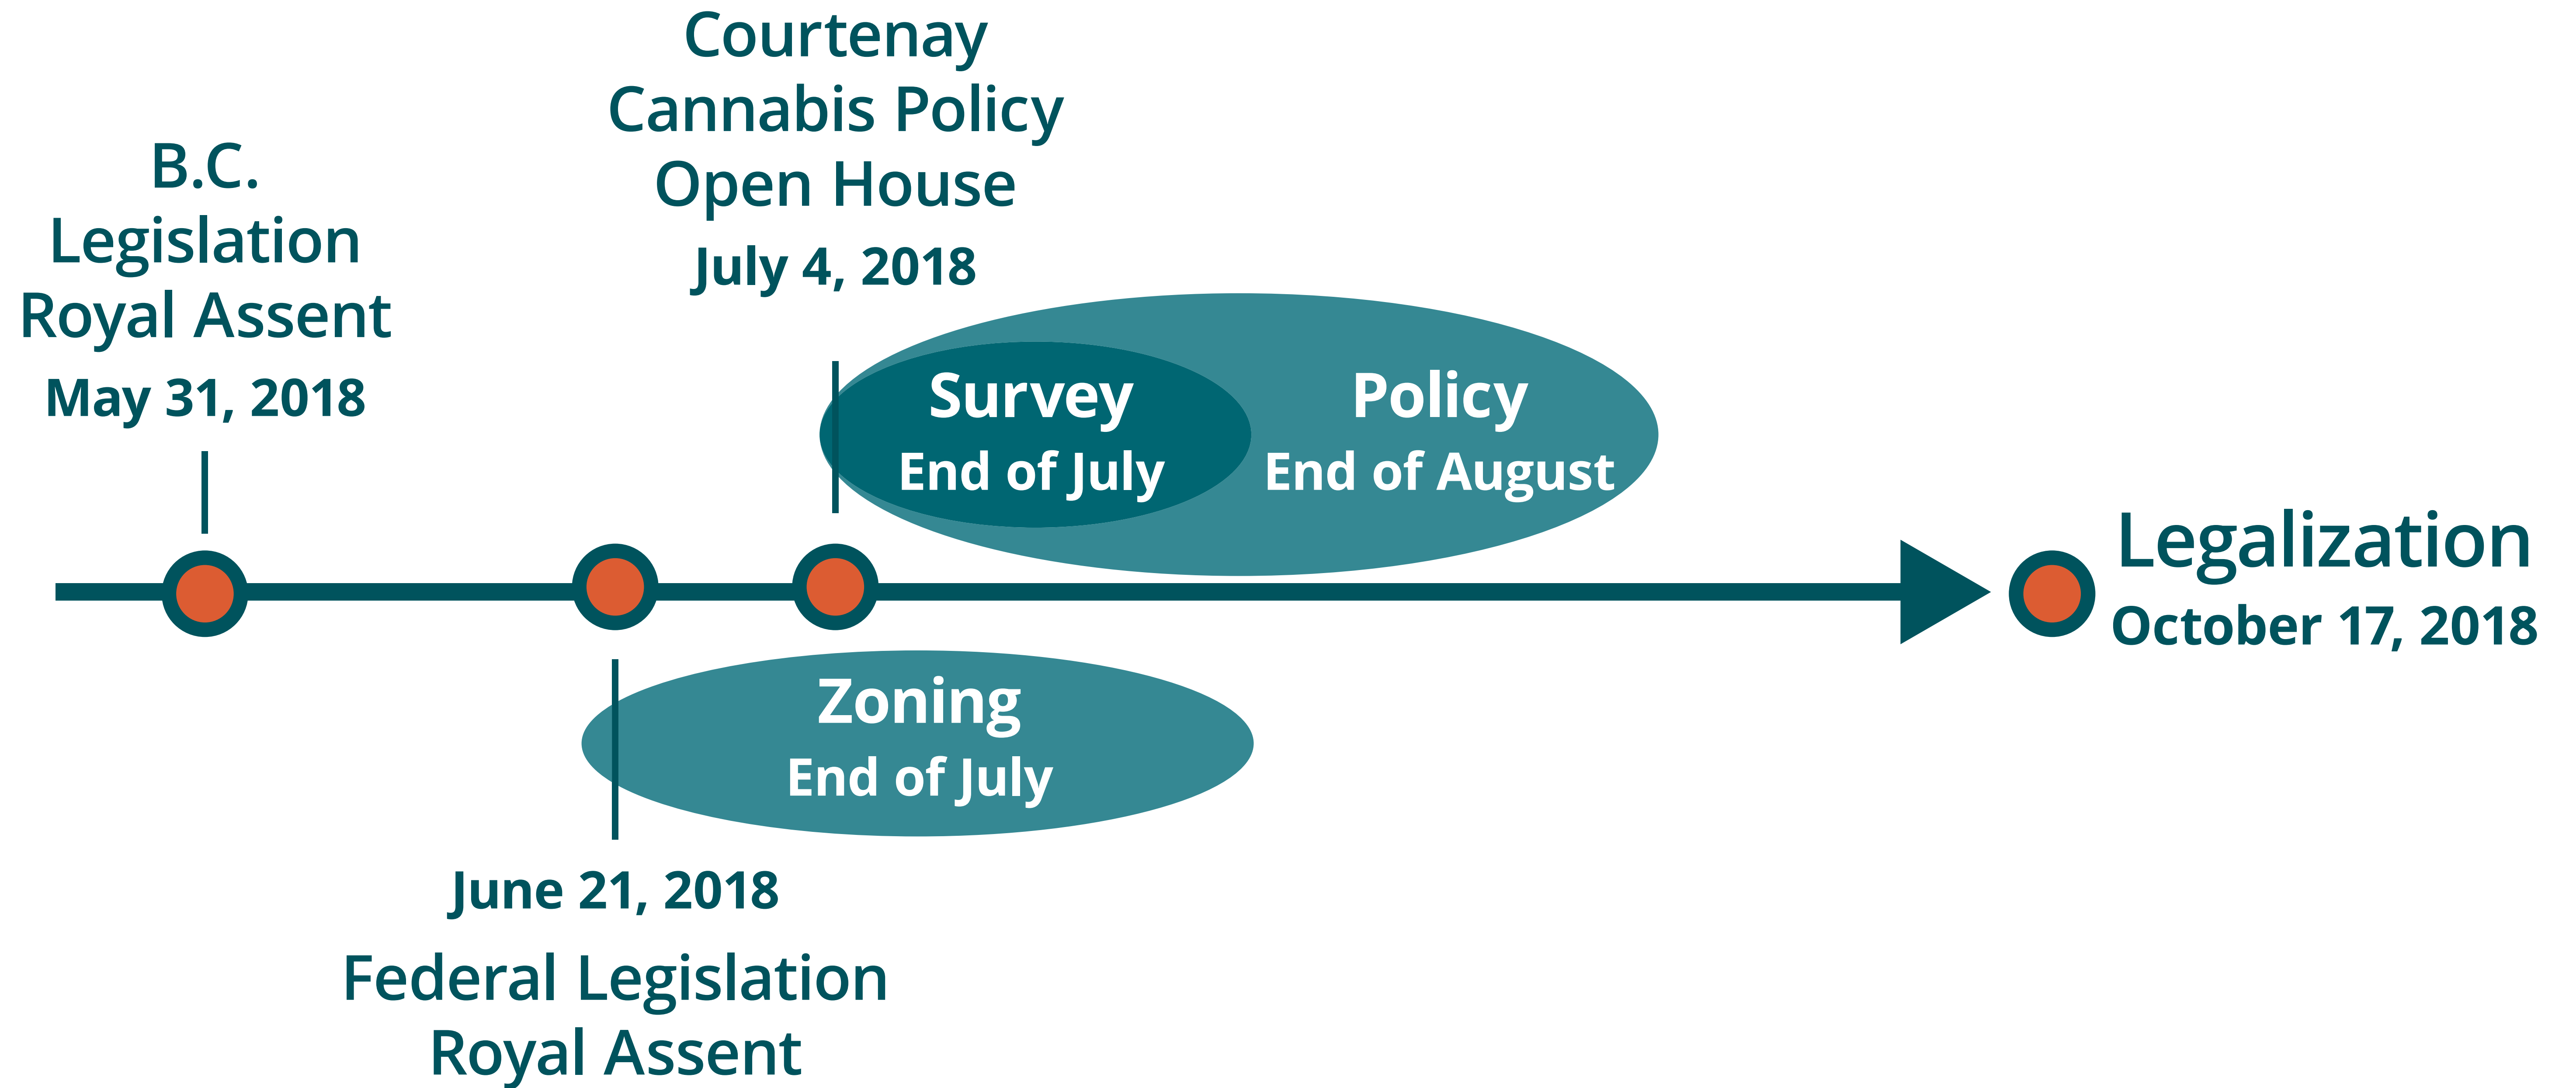 B.C.
Legislation
Royal Assent
May 31, 2018
Courtenay
Cannabis Policy
Open House
July 4, 2018
Survey
End of July
Policy
End of August
Legalization
October 17, 2018
Zoning
End of July
June 21, 2018
Federal Legislation
Royal Assent